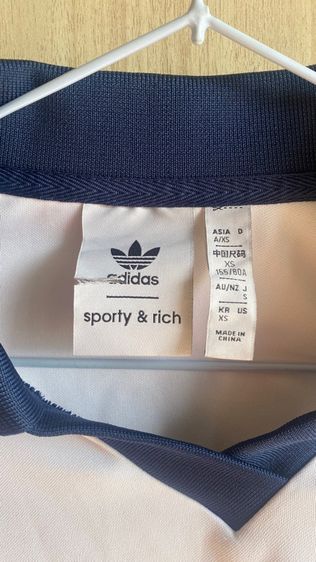 adidas
sporty & rich
ASIA D
A/XS
中国尺码
XS
155/80A
AU/NZ J
S
KR US
XS
MADE IN
CHINA